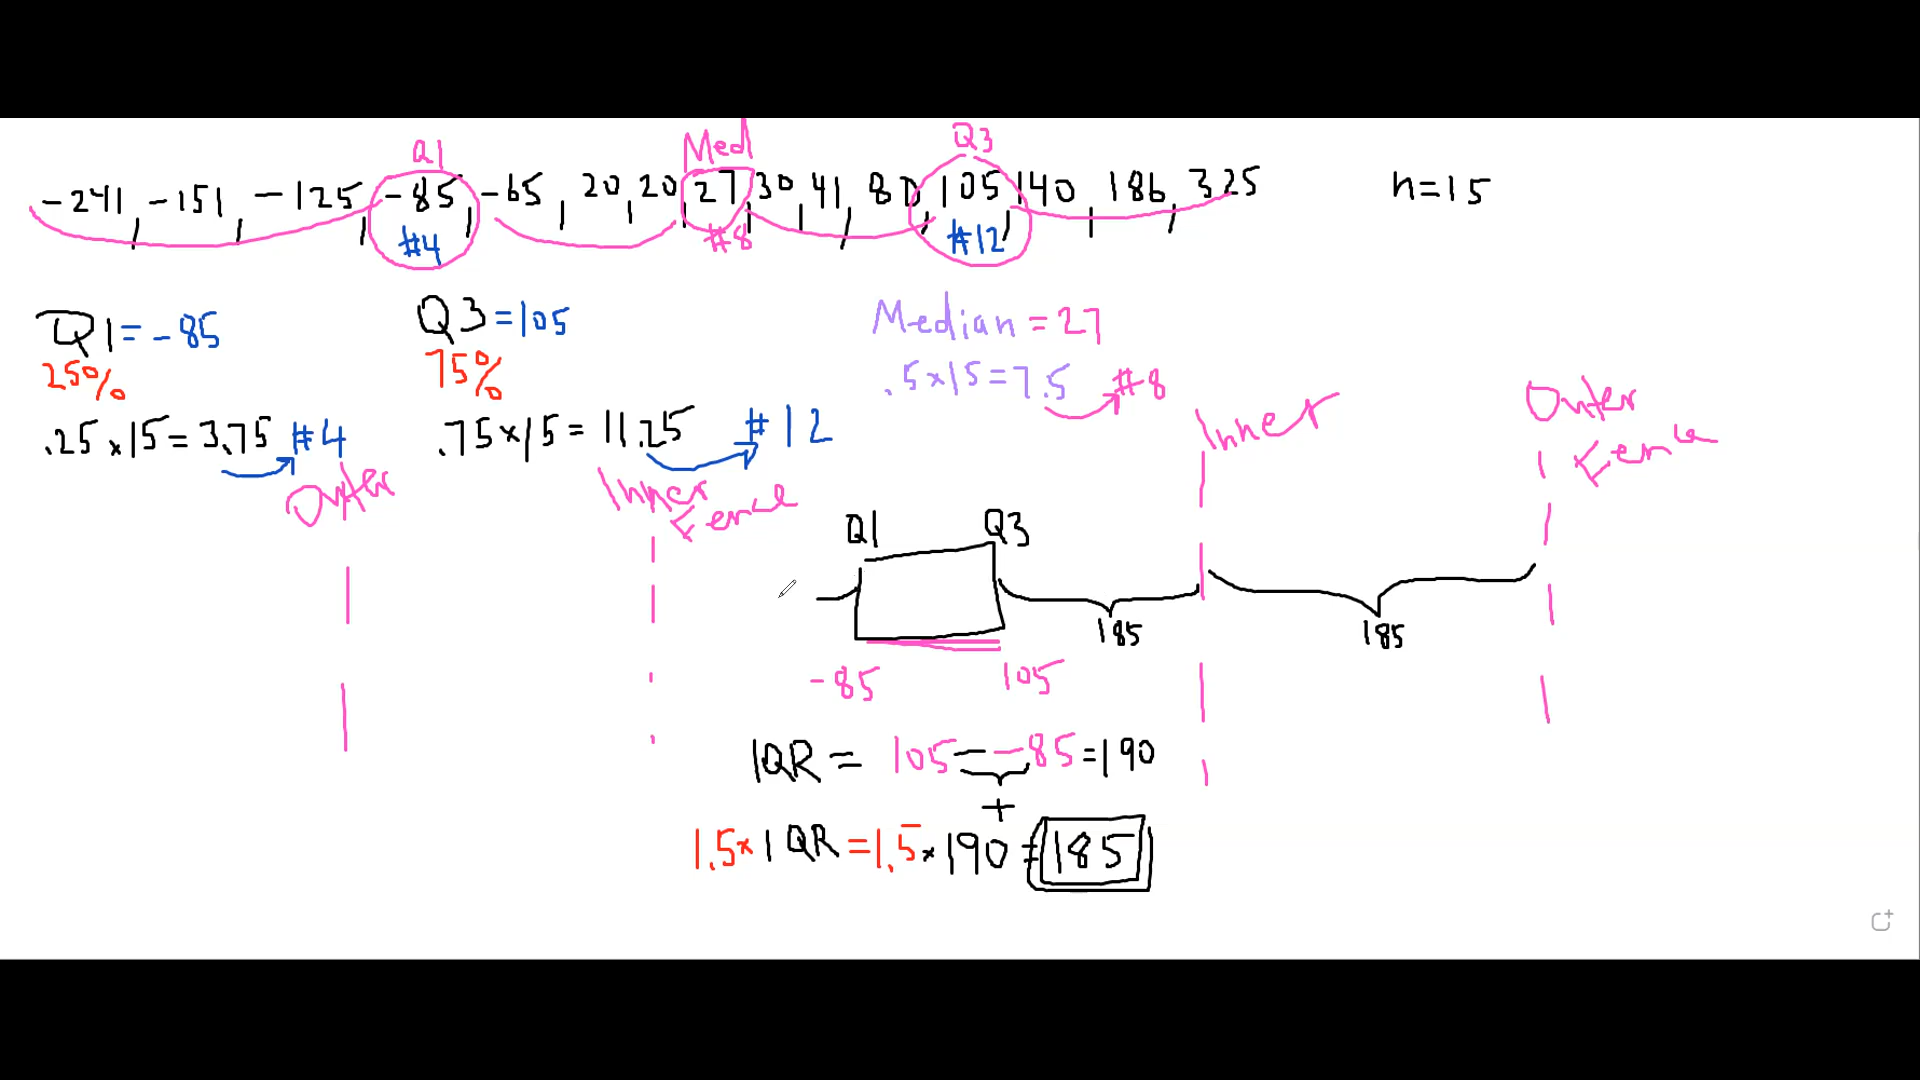 Q1 Med Q3
-241, -151, -125, -85, -65, 20, 20, 27, 30, 41, 80, 105, 140, 186, 325 n=15
#4 #8 #12
Q1=-85 Q3=105 Median=27
25% 75% .5×15=7.5 #8
.25×15=3.75 #4 .75×15=11.25 #12
Inner Outer Fence
Outer Inner Fence
Q1 Q3
185 185
-85 105
IQR = 105--85=190
+
1.5×IQR=1.5×190=185